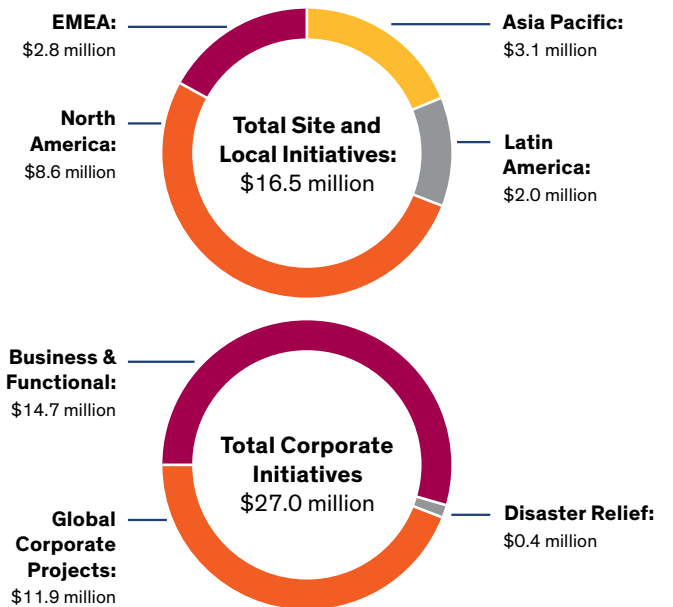 EMEA:
$2.8 million
Asia Pacific:
$3.1 million
North
America:
$8.6 million
Total Site and
Local Initiatives:
$16.5 million
Latin
America:
$2.0 million
Business &
Functional:
$14.7 million
Total Corporate
Initiatives
$27.0 million
Global
Corporate
Projects:
$11.9 million
Disaster Relief:
$0.4 million